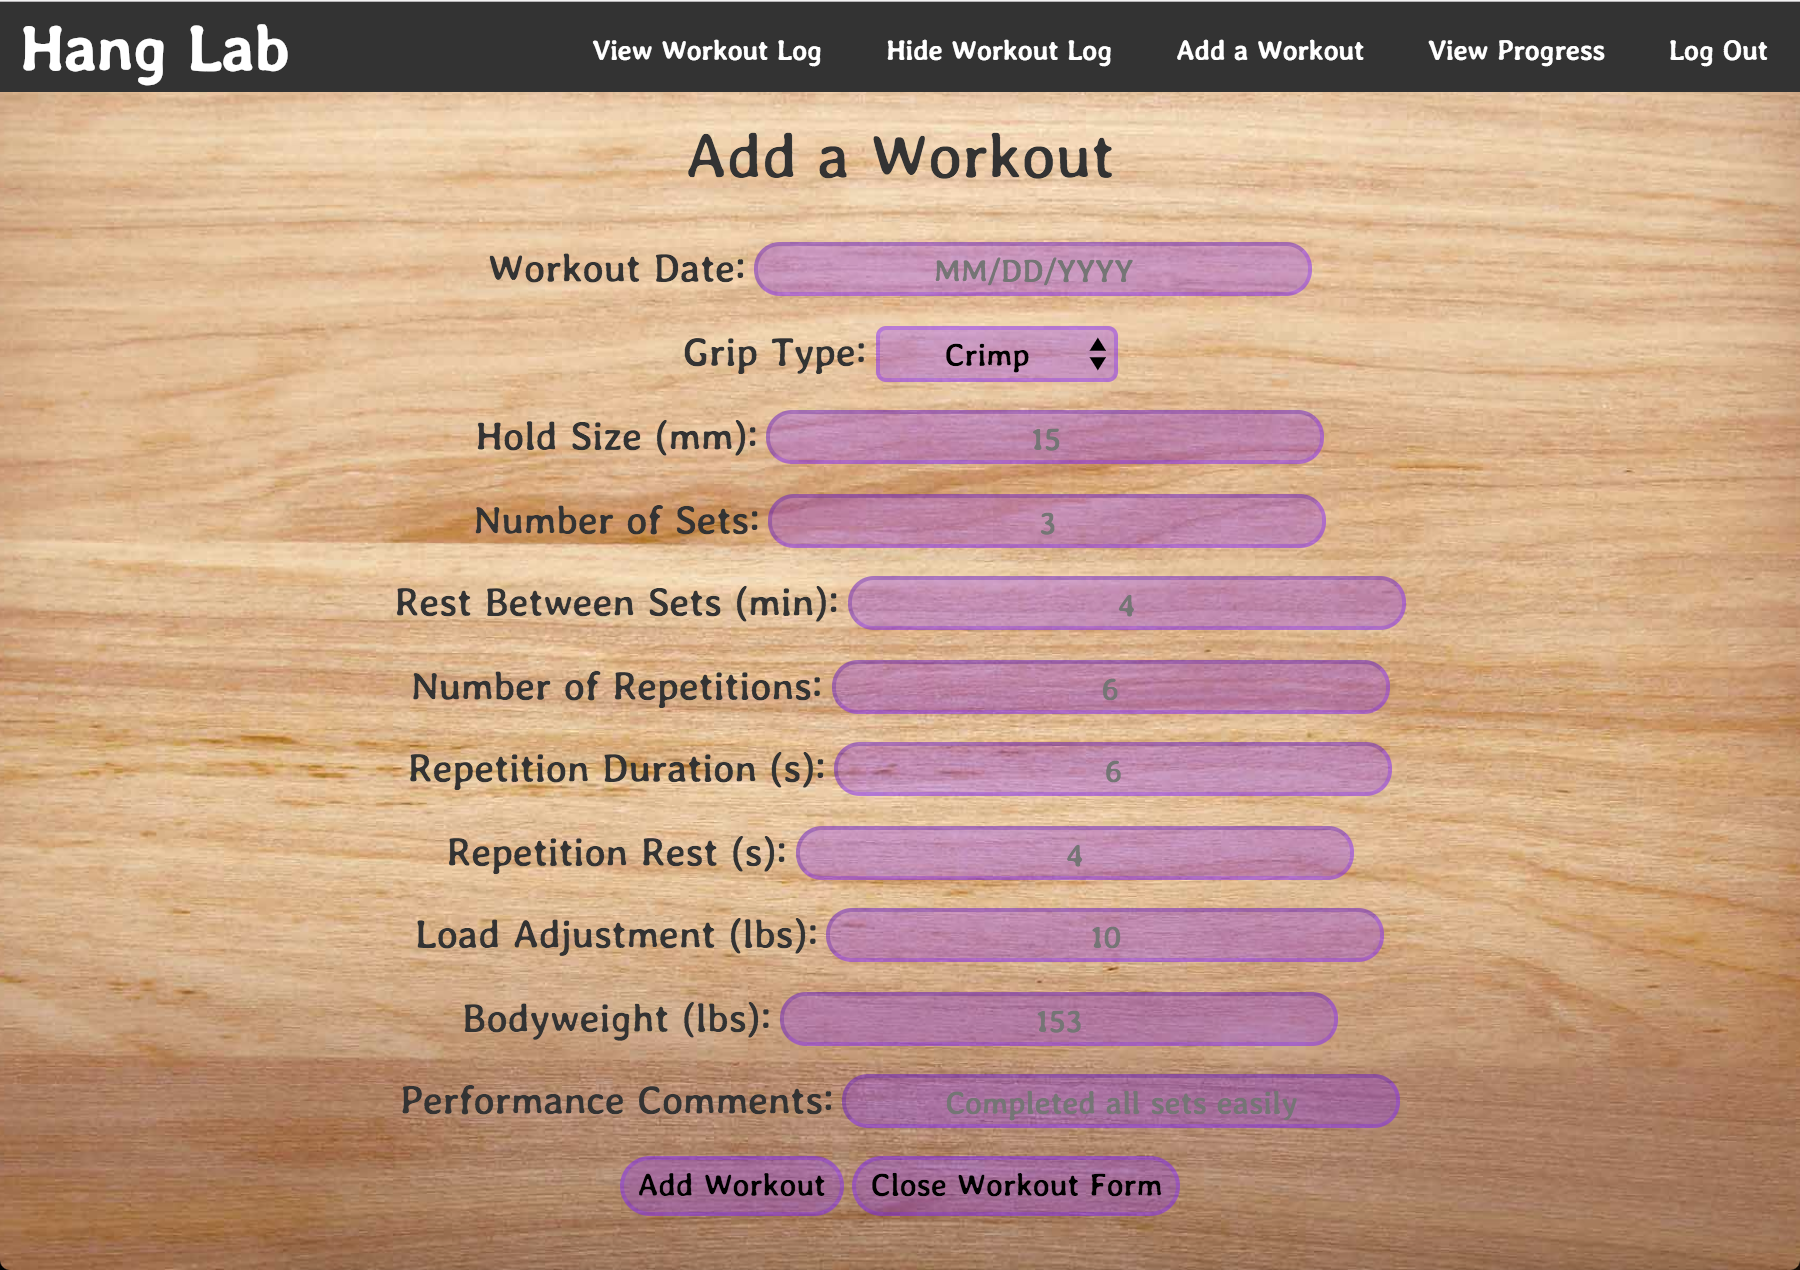 Hang Lab View Workout Log Hide Workout Log Add a Workout View Progress Log Out
Add a Workout
Workout Date: MM/DD/YYYY
Grip Type: Crimp
Hold Size (mm): 15
Number of Sets: 3
Rest Between Sets (min): 4
Number of Repetitions: 6
Repetition Duration (s): 6
Repetition Rest (s): 4
Load Adjustment (lbs): 10
Bodyweight (lbs): 153
Performance Comments: Completed all sets easily
Add Workout Close Workout Form